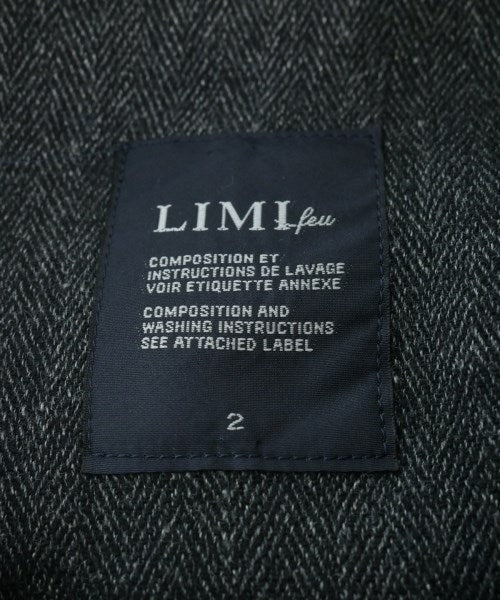 LIMI feu
COMPOSITION ET
INSTRUCTIONS DE LAVAGE
VOIR ETIQUETTE ANNEXE
COMPOSITION AND
WASHING INSTRUCTIONS
SEE ATTACHED LABEL
2